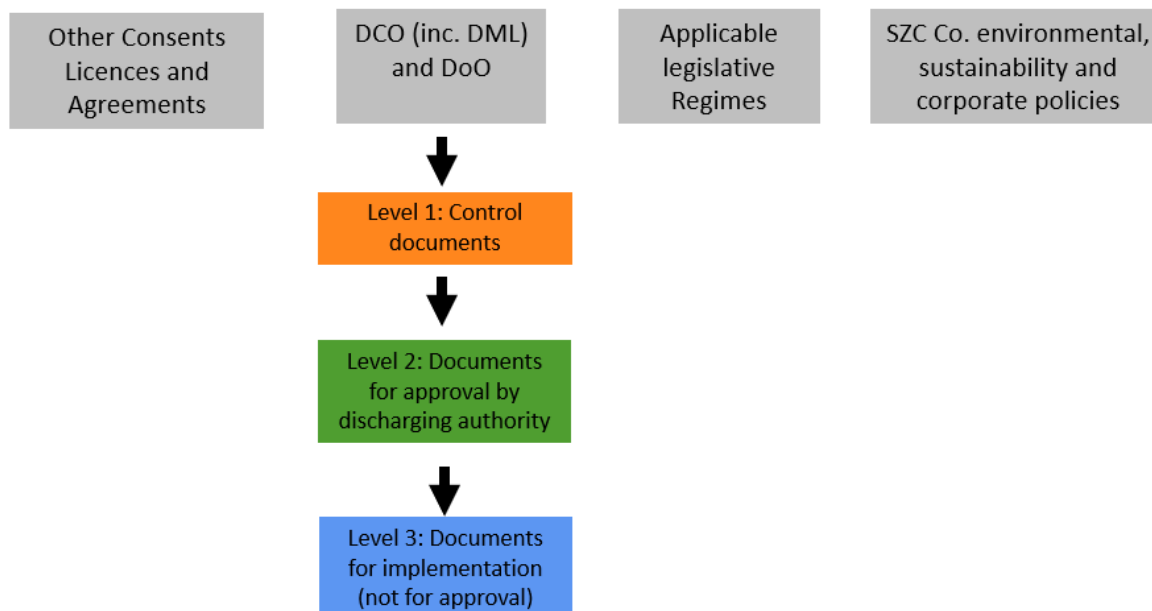 Other Consents
Licences and
Agreements
DCO (inc. DML)
and DoO
Applicable
legislative
Regimes
SZC Co. environmental,
sustainability and
corporate policies
Level 1: Control
documents
Level 2: Documents
for approval by
discharging authority
Level 3: Documents
for implementation
(not for approval)